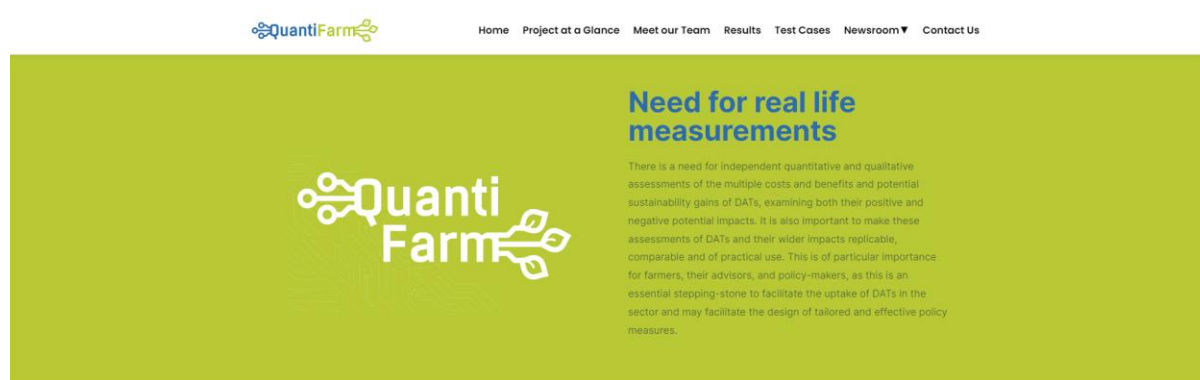 QuantiFarm
Home Project at a Glance Meet our Team Results Test Cases Newsroom▼ Contact Us
Need for real life
measurements
There is a need for independent quantitative and qualitative
assessments of the multiple costs and benefits and potential
sustainability gains of DATs, examining both their positive and
negative potential impacts. It is also important to make these
assessments of DATs and their wider impacts replicable,
comparable and of practical use. This is of particular importance
for farmers, their advisors, and policy-makers, as this is an
essential stepping-stone to facilitate the uptake of DATs in the
sector and may facilitate the design of tailored and effective policy
measures.
Quanti
Farm